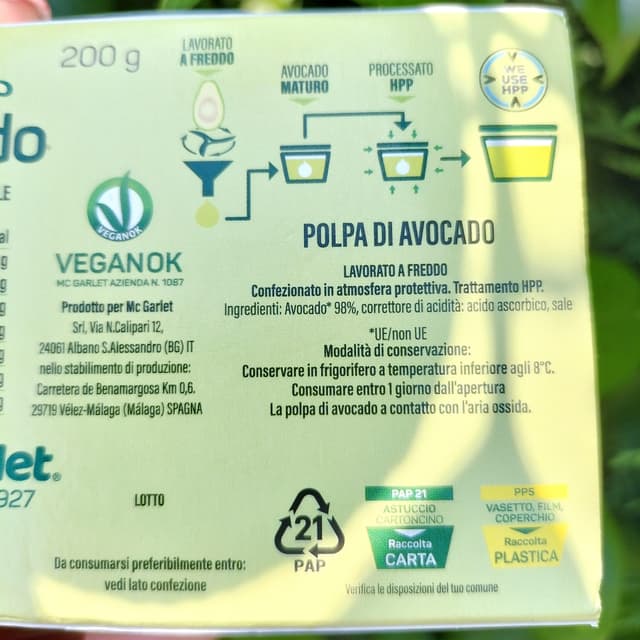 200 g
LAVORATO
A FREDDO
AVOCADO
MATURO
PROCESSATO
HPP
WE
USE
HPP
do
VEGANOK
VEGANOK
MC GARLET AZIENDA N. 1087
Prodotto per Mc Garlet
Srl, Via N.Calipari 12,
24061 Albano S.Alessandro (BG) IT
nello stabilimento di produzione:
Carretera de Benamargosa Km 0,6.
29719 Vélez-Málaga (Málaga) SPAGNA
POLPA DI AVOCADO
LAVORATO A FREDDO
Confezionato in atmosfera protettiva. Trattamento HPP.
Ingredienti: Avocado* 98%, correttore di acidità: acido ascorbico, sale
*UE/non UE
Modalità di conservazione:
Conservare in frigorifero a temperatura inferiore agli 8°C.
Consumare entro 1 giorno dall'apertura
La polpa di avocado a contatto con l'aria ossida.
let®
927
LOTTO
Da consumarsi preferibilmente entro:
vedi lato confezione
21
PAP
PAP 21
ASTUCCIO
CARTONCINO
Raccolta
CARTA
PP5
VASETTO, FILM,
COPERCHIO
Raccolta
PLASTICA
Verifica le disposizioni del tuo comune